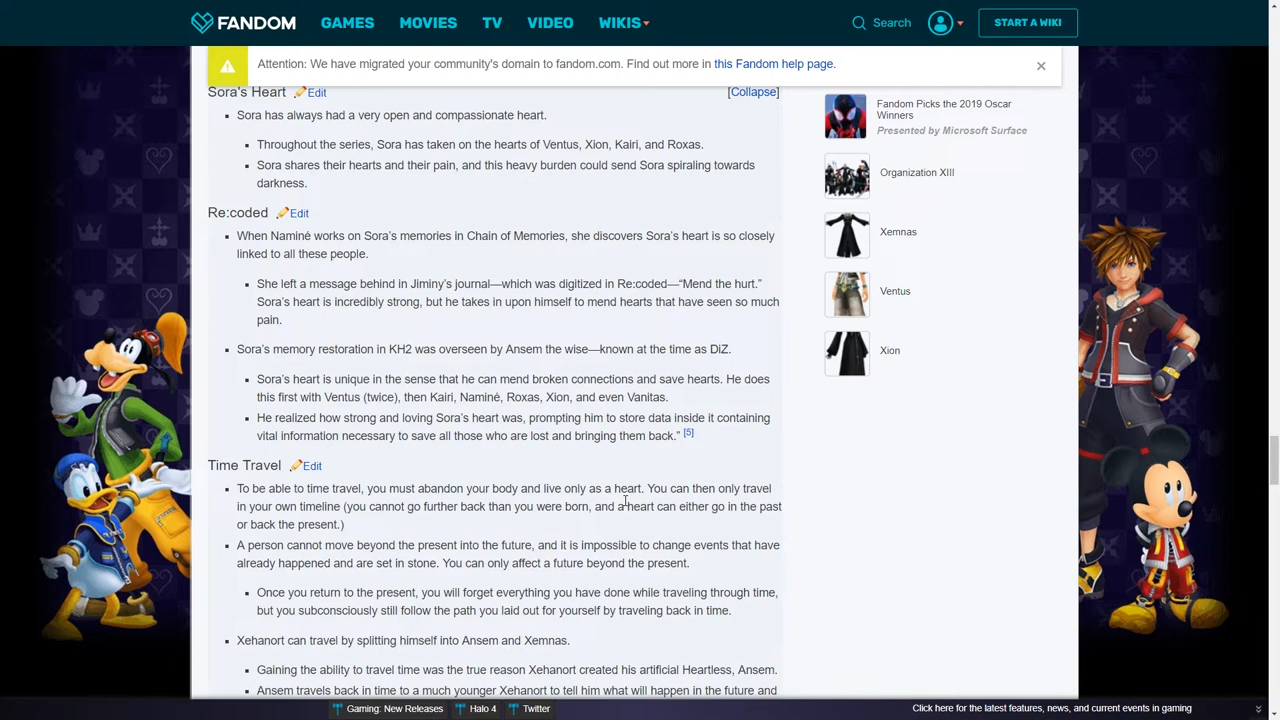 FANDOM GAMES MOVIES TV VIDEO WIKIS Search START A WIKI
Attention: We have migrated your community's domain to fandom.com. Find out more in this Fandom help page.
Sora's Heart Edit [Collapse]
Sora has always had a very open and compassionate heart.
Throughout the series, Sora has taken on the hearts of Ventus, Xion, Kairi, and Roxas.
Sora shares their hearts and their pain, and this heavy burden could send Sora spiraling towards
darkness.
Re:coded Edit
When Naminé works on Sora's memories in Chain of Memories, she discovers Sora's heart is so closely
linked to all these people.
She left a message behind in Jiminy's journal—which was digitized in Re:coded—“Mend the hurt.”
Sora's heart is incredibly strong, but he takes in upon himself to mend hearts that have seen so much
pain.
Sora's memory restoration in KH2 was overseen by Ansem the wise—known at the time as DiZ.
Sora's heart is unique in the sense that he can mend broken connections and save hearts. He does
this first with Ventus (twice), then Kairi, Naminé, Roxas, Xion, and even Vanitas.
He realized how strong and loving Sora's heart was, prompting him to store data inside it containing
vital information necessary to save all those who are lost and bringing them back.” [5]
Time Travel Edit
To be able to time travel, you must abandon your body and live only as a heart. You can then only travel
in your own timeline (you cannot go further back than you were born, and a heart can either go in the past
or back the present.)
A person cannot move beyond the present into the future, and it is impossible to change events that have
already happened and are set in stone. You can only affect a future beyond the present.
Once you return to the present, you will forget everything you have done while traveling through time,
but you subconsciously still follow the path you laid out for yourself by traveling back in time.
Xehanort can travel by splitting himself into Ansem and Xemnas.
Gaining the ability to travel time was the true reason Xehanort created his artificial Heartless, Ansem.
Ansem travels back in time to a much younger Xehanort to tell him what will happen in the future and
Fandom Picks the 2019 Oscar
Winners
Presented by Microsoft Surface
Organization XIII
Xemnas
Ventus
Xion
Gaming: New Releases Halo 4 Twitter Click here for the latest features, news, and current events in gaming